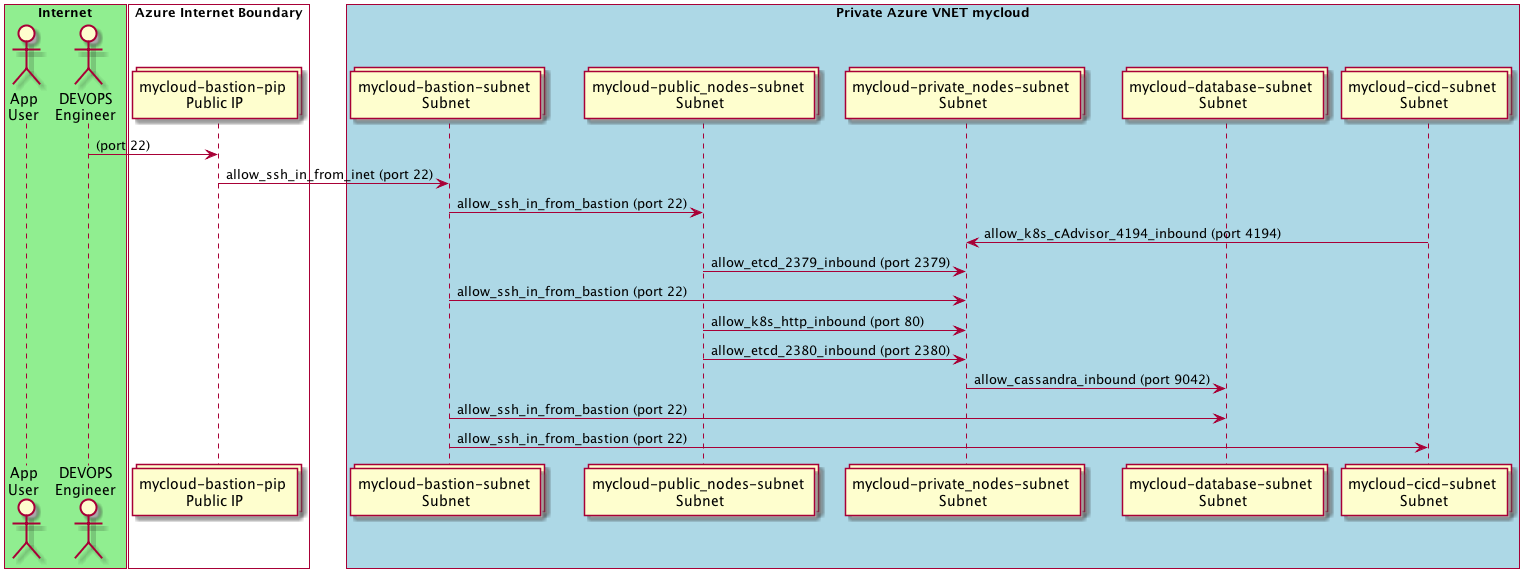 Internet
Azure Internet Boundary
Private Azure VNET mycloud
App
User
DEVOPS
Engineer
mycloud-bastion-pip
Public IP
mycloud-bastion-subnet
Subnet
mycloud-public_nodes-subnet
Subnet
mycloud-private_nodes-subnet
Subnet
mycloud-database-subnet
Subnet
mycloud-cicd-subnet
Subnet
(port 22)
allow_ssh_in_from_inet (port 22)
allow_ssh_in_from_bastion (port 22)
allow_k8s_cAdvisor_4194_inbound (port 4194)
allow_etcd_2379_inbound (port 2379)
allow_ssh_in_from_bastion (port 22)
allow_k8s_http_inbound (port 80)
allow_etcd_2380_inbound (port 2380)
allow_cassandra_inbound (port 9042)
allow_ssh_in_from_bastion (port 22)
allow_ssh_in_from_bastion (port 22)
App
User
DEVOPS
Engineer
mycloud-bastion-pip
Public IP
mycloud-bastion-subnet
Subnet
mycloud-public_nodes-subnet
Subnet
mycloud-private_nodes-subnet
Subnet
mycloud-database-subnet
Subnet
mycloud-cicd-subnet
Subnet